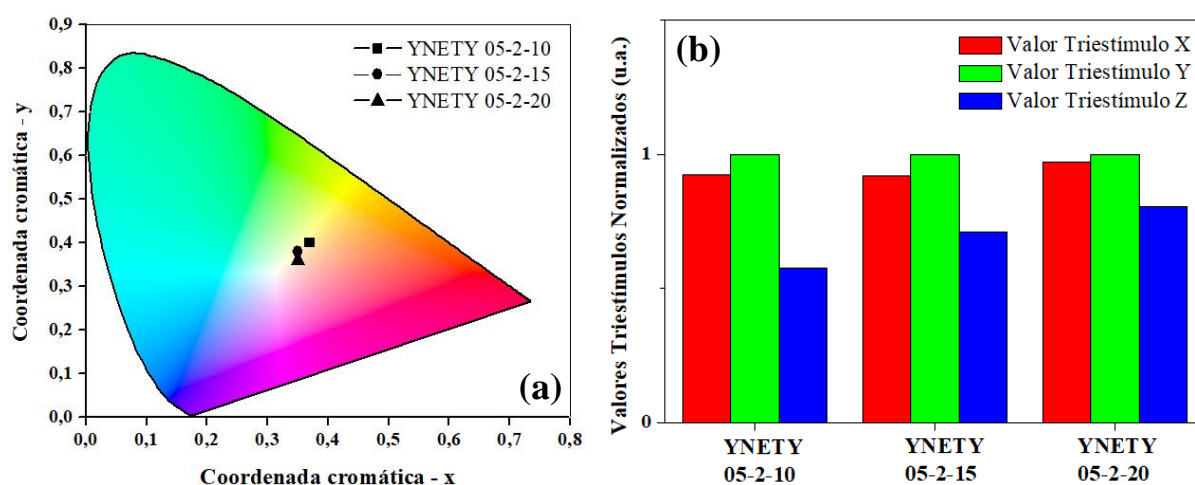 0,9
0,8
0,7
0,6
0,5
0,4
0,3
0,2
0,1
0,0
Coordenada cromática - y
YNETY 05-2-10
YNETY 05-2-15
YNETY 05-2-20
(a)
0,0 0,1 0,2 0,3 0,4 0,5 0,6 0,7 0,8
Coordenada cromática - x
(b)
Valor Triestímulo X
Valor Triestímulo Y
Valor Triestímulo Z
Valores Triestímulos Normalizados (u.a.)
1
0
YNETY YNETY YNETY
05-2-10 05-2-15 05-2-20